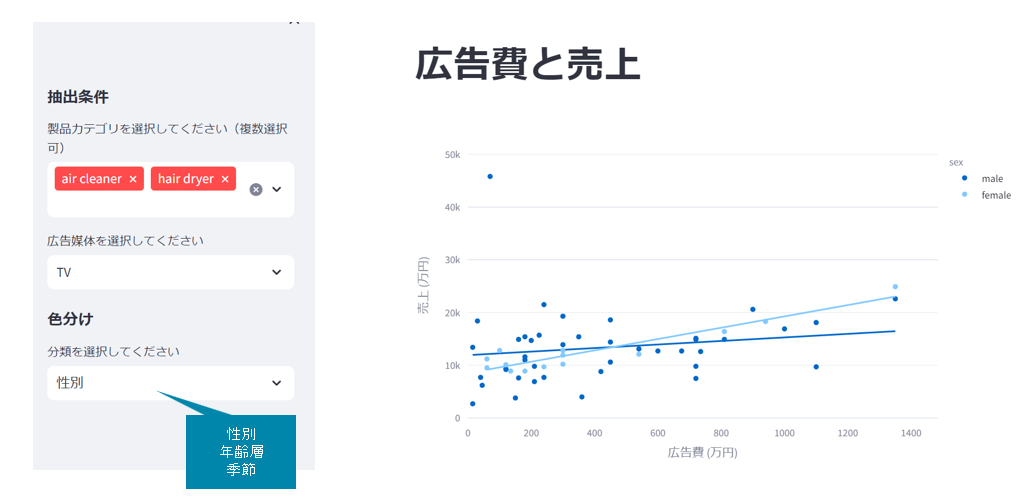 広告費と売上
抽出条件
製品カテゴリを選択してください（複数選択
可）
air cleaner × hair dryer ×
広告媒体を選択してください
TV
色分け
分類を選択してください
性別
性別
年齢層
季節
50k
40k
30k
20k
10k
0
売上 (万円)
0 200 400 600 800 1000 1200 1400
広告費 (万円)
sex
male
female